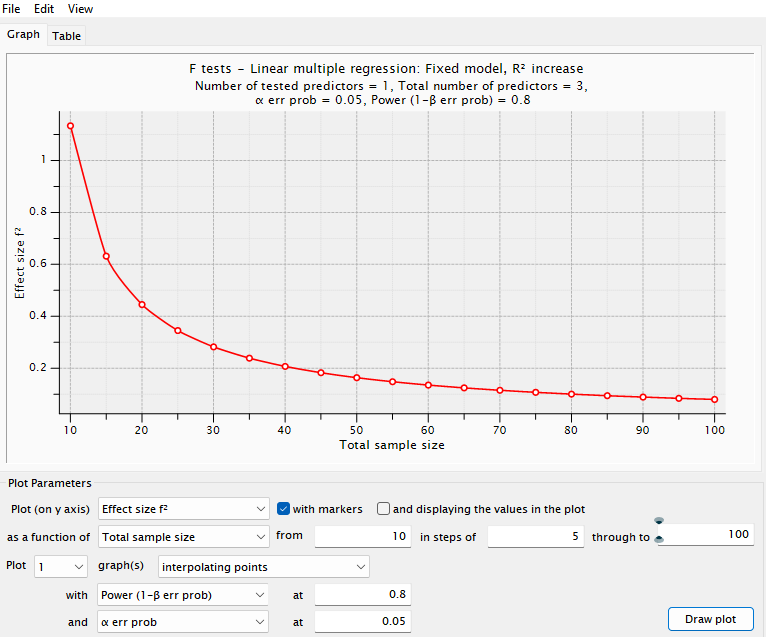 File Edit View
Graph Table
F tests – Linear multiple regression: Fixed model, R² increase
Number of tested predictors = 1, Total number of predictors = 3,
α err prob = 0.05, Power (1-β err prob) = 0.8
Effect size f²
1
0.8
0.6
0.4
0.2
10 20 30 40 50 60 70 80 90 100
Total sample size
Plot Parameters
Plot (on y axis) Effect size f² with markers and displaying the values in the plot
as a function of Total sample size from 10 in steps of 5 through to 100
Plot 1 graph(s) interpolating points
with Power (1-β err prob) at 0.8
and α err prob at 0.05
Draw plot